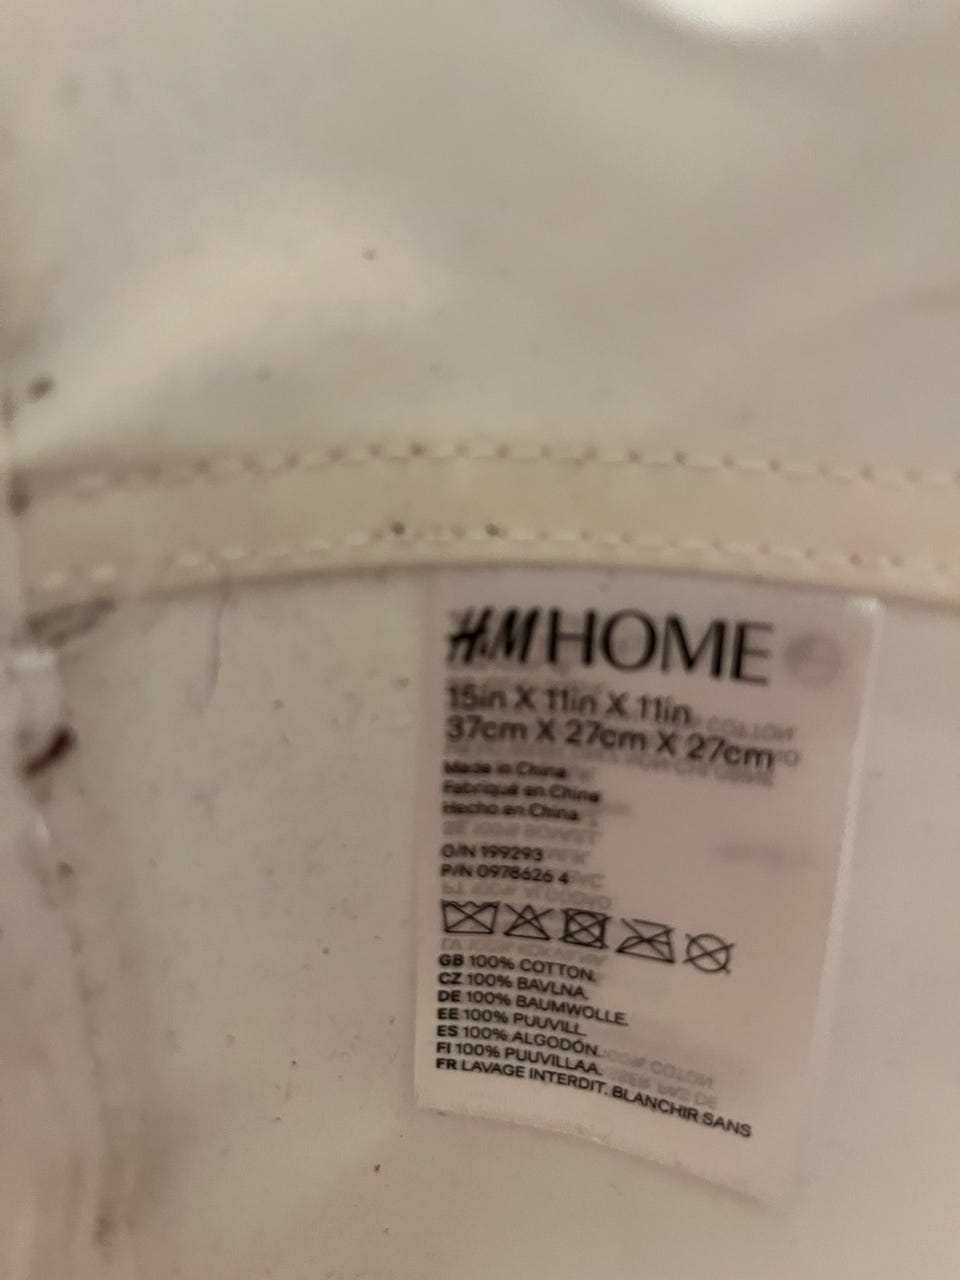 H&M HOME
15in X 11in X 11in
37cm X 27cm X 27cm
Made in China
Fabriqué en Chine
Hecho en China
O/N 199293
P/N 0978626 4
GB 100% COTTON.
CZ 100% BAVLNA.
DE 100% BAUMWOLLE.
EE 100% PUUVILL.
ES 100% ALGODÓN.
FI 100% PUUVILLAA.
FR LAVAGE INTERDIT. BLANCHIR SANS